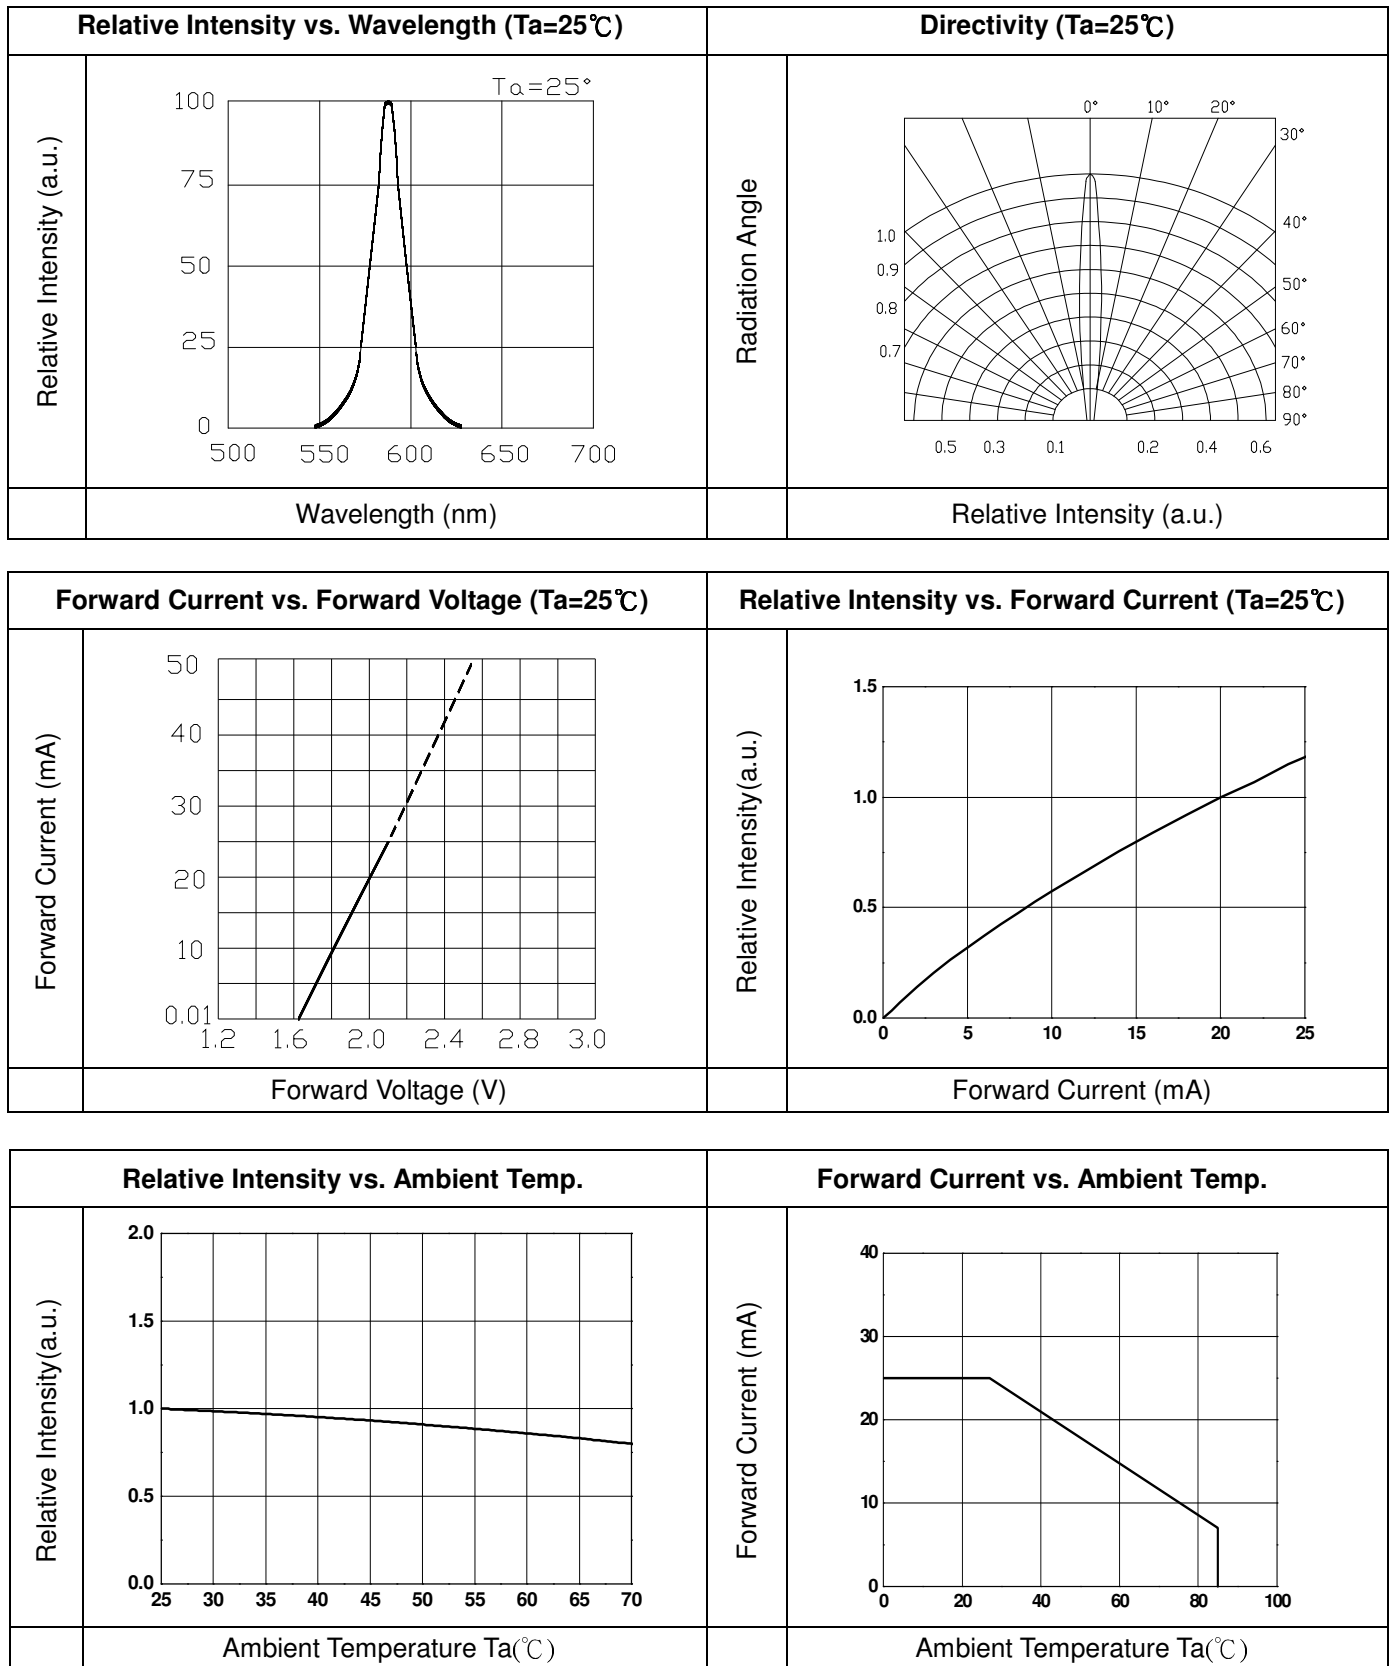 Relative Intensity vs. Wavelength (Ta=25℃)
Directivity (Ta=25℃)
Relative Intensity (a.u.)
Ta=25°
100
75
50
25
0
500 550 600 650 700
Wavelength (nm)
Radiation Angle
0° 10° 20°
30°
40°
50°
60°
70°
80°
90°
1.0
0.9
0.8
0.7
0.5 0.3 0.1 0.2 0.4 0.6
Relative Intensity (a.u.)
Forward Current vs. Forward Voltage (Ta=25℃)
Relative Intensity vs. Forward Current (Ta=25℃)
Forward Current (mA)
50
40
30
20
10
0.01
1.2 1.6 2.0 2.4 2.8 3.0
Forward Voltage (V)
Relative Intensity(a.u.)
1.5
1.0
0.5
0.0
0 5 10 15 20 25
Forward Current (mA)
Relative Intensity vs. Ambient Temp.
Forward Current vs. Ambient Temp.
Relative Intensity(a.u.)
2.0
1.5
1.0
0.5
0.0
25 30 35 40 45 50 55 60 65 70
Ambient Temperature Ta(℃)
Forward Current (mA)
40
30
20
10
0
0 20 40 60 80 100
Ambient Temperature Ta(℃)